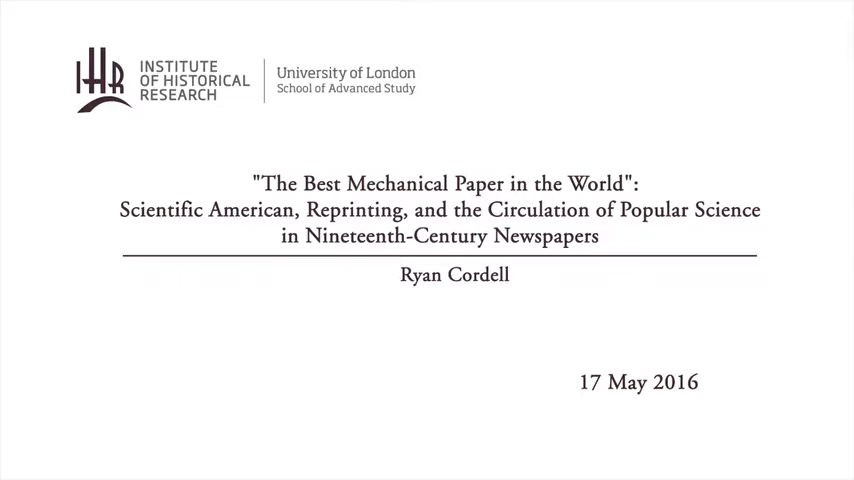 IHR
INSTITUTE
OF HISTORICAL
RESEARCH
University of London
School of Advanced Study
"The Best Mechanical Paper in the World":
Scientific American, Reprinting, and the Circulation of Popular Science
in Nineteenth-Century Newspapers
Ryan Cordell
17 May 2016